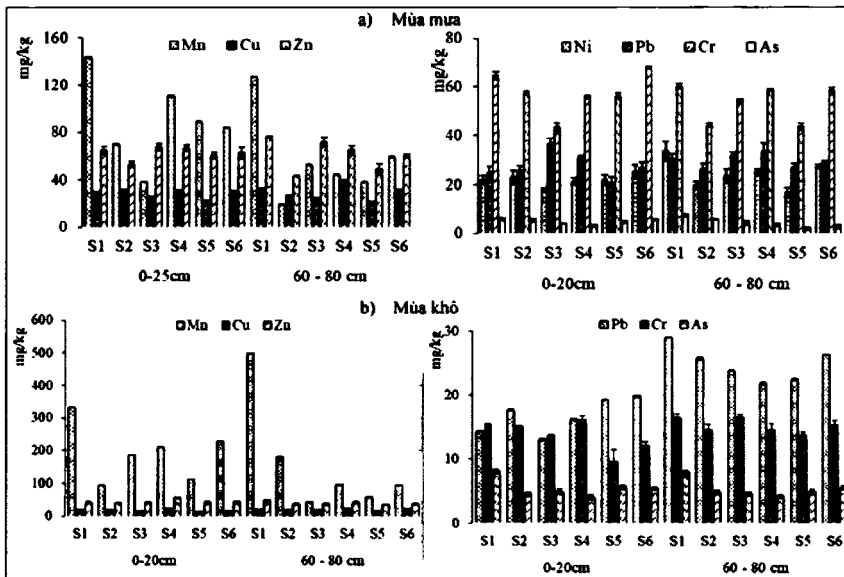 a) Mùa mưa
mg/kg
Mn Cu Zn
160
120
80
40
0
S1 S2 S3 S4 S5 S6 S1 S2 S3 S4 S5 S6
0-25cm 60 - 80 cm
mg/kg
Ni Pb Cr As
80
60
40
20
0
S1 S2 S3 S4 S5 S6 S1 S2 S3 S4 S5 S6
0-20cm 60 - 80 cm
b) Mùa khô
mg/kg
Mn Cu Zn
600
500
400
300
200
100
0
S1 S2 S3 S4 S5 S6 S1 S2 S3 S4 S5 S6
0-20cm 60 - 80 cm
mg/kg
Pb Cr As
30
20
10
0
S1 S2 S3 S4 S5 S6 S1 S2 S3 S4 S5 S6
0-20cm 60 - 80 cm